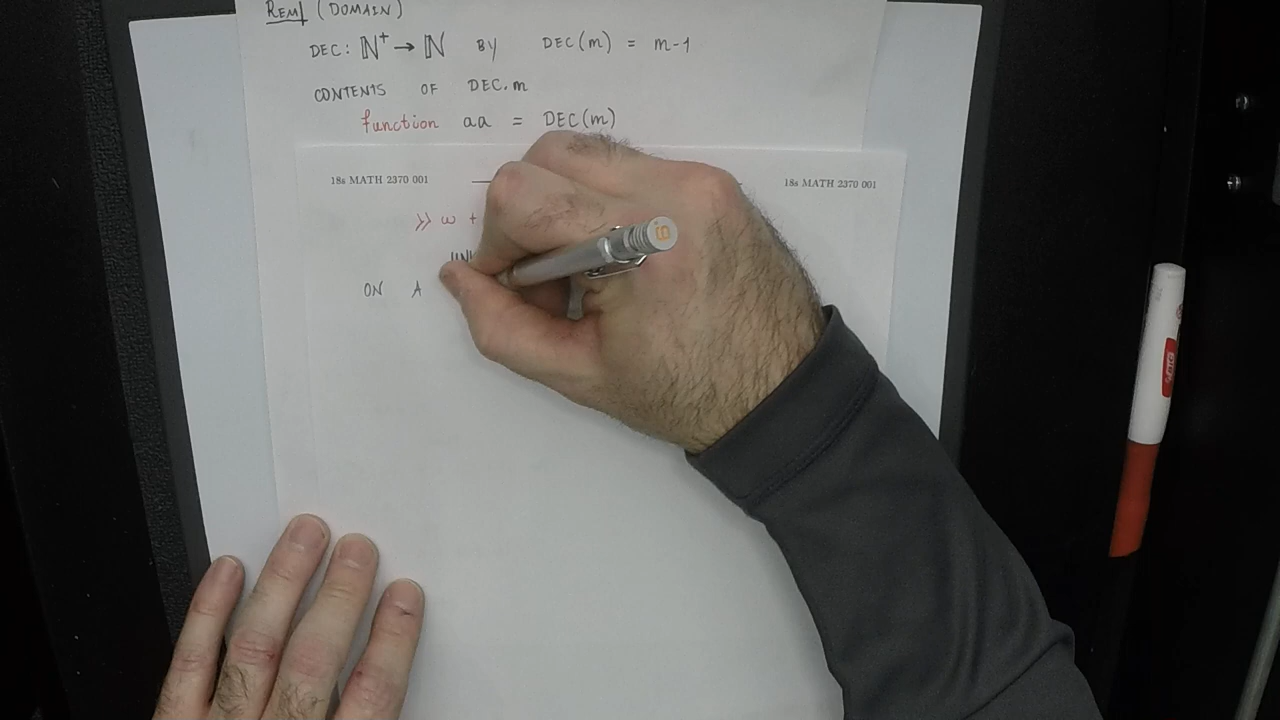 REM (DOMAIN)
DEC: ℕ⁺ → ℕ BY DEC(m) = m-1
CONTENTS OF DEC.m
function aa = DEC(m)
18s MATH 2370 001 18s MATH 2370 001
>> w +
ON A